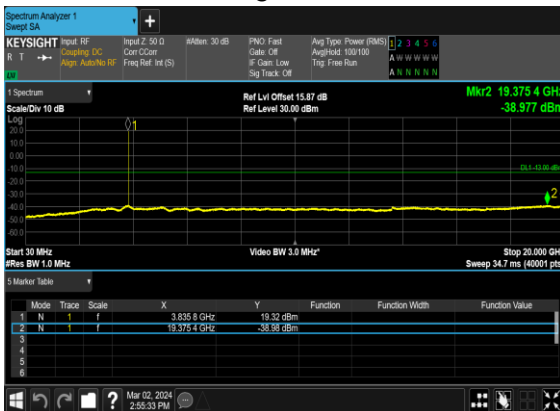 Spectrum Analyzer 1
Swept SA
+
KEYSIGHT Input: RF Input Z: 50 Ω #Atten: 30 dB PNO: Fast Avg Type: Power (RMS) 1 2 3 4 5 6
R T Coupling: DC Corr CCorr Gate: Off Avg|Hold: 100/100 A W W W W W
Align: Auto/No RF Freq Ref: Int (S) IF Gain: Low Trig: Free Run
LV Sig Track: Off A N N N N N
1 Spectrum Ref Lvl Offset 15.87 dB Mkr2 19.375 4 GHz
Scale/Div 10 dB Ref Level 30.00 dBm -38.977 dBm
Log
20.0 1
10.0
0.00
-10.0 DL1 -13.00 dBm
-20.0
-30.0 2
-40.0
-50.0
-60.0
Start 30 MHz Video BW 3.0 MHz* Stop 20.000 GH
#Res BW 1.0 MHz Sweep 34.7 ms (40001 pts
5 Marker Table
Mode Trace Scale X Y Function Function Width Function Value
1 N 1 f 3.835 8 GHz 19.32 dBm
2 N 1 f 19.375 4 GHz -38.98 dBm
3
4
5
6
? Mar 02, 2024
2:55:33 PM